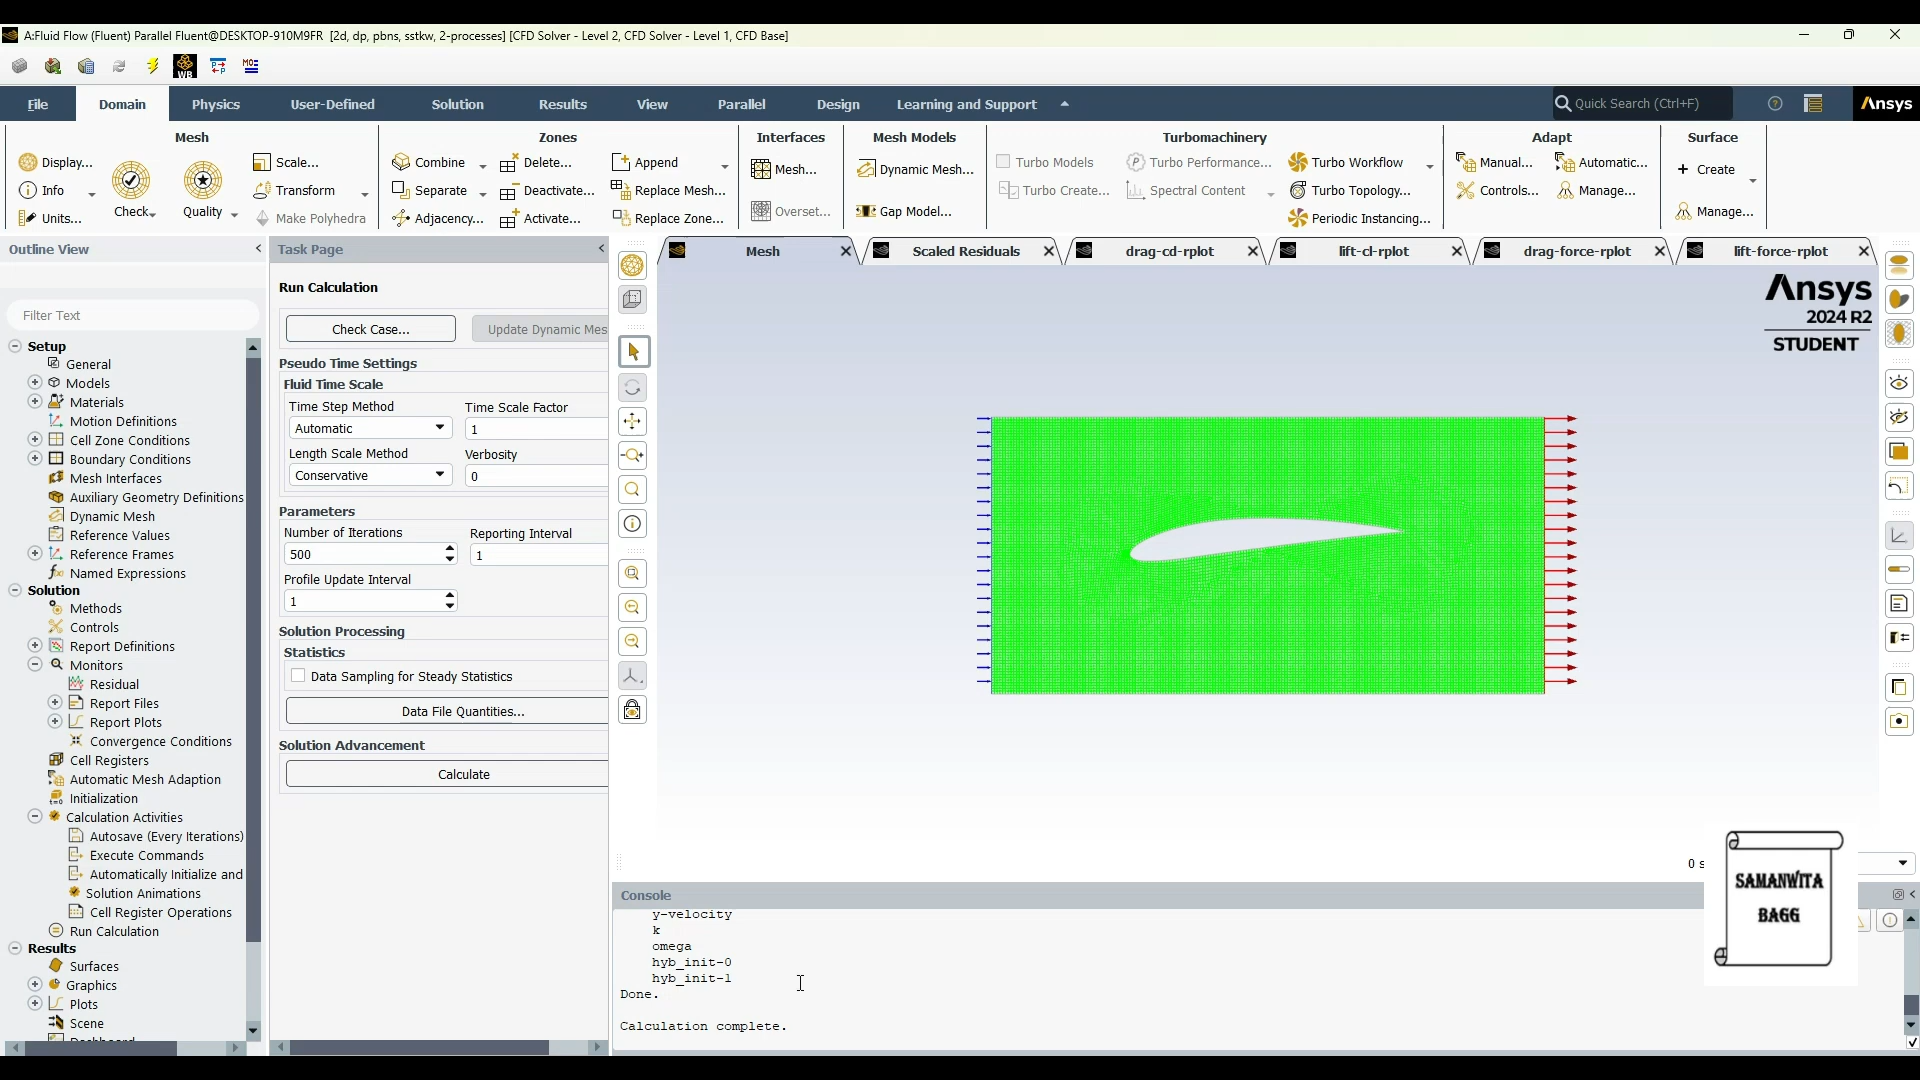 A:Fluid Flow (Fluent) Parallel Fluent@DESKTOP-910M9FR [2d, dp, pbns, sstkw, 2-processes] [CFD Solver - Level 2, CFD Solver - Level 1, CFD Base]
WB
File Domain Physics User-Defined Solution Results View Parallel Design Learning and Support Quick Search (Ctrl+F) Ansys
Mesh Zones Interfaces Mesh Models Turbomachinery Adapt Surface
Display... Scale... Combine Delete... Append Mesh... Dynamic Mesh... Turbo Models Turbo Performance... Turbo Workflow Manual... Automatic... Create
Info Check Quality Transform Separate Deactivate... Replace Mesh... Turbo Create... Spectral Content Turbo Topology... Controls... Manage...
Units... Make Polyhedra Adjacency... Activate... Replace Zone... Overset... Gap Model... Periodic Instancing... Manage...
Outline View
Filter Text
Setup
General
Models
Materials
Motion Definitions
Cell Zone Conditions
Boundary Conditions
Mesh Interfaces
Auxiliary Geometry Definitions
Dynamic Mesh
Reference Values
Reference Frames
Named Expressions
Solution
Methods
Controls
Report Definitions
Monitors
Residual
Report Files
Report Plots
Convergence Conditions
Cell Registers
Automatic Mesh Adaption
Initialization
Calculation Activities
Autosave (Every Iterations)
Execute Commands
Automatically Initialize and
Solution Animations
Cell Register Operations
Run Calculation
Results
Surfaces
Graphics
Plots
Scene
Task Page
Run Calculation
Check Case... Update Dynamic Mes
Pseudo Time Settings
Fluid Time Scale
Time Step Method Time Scale Factor
Automatic 1
Length Scale Method Verbosity
Conservative 0
Parameters
Number of Iterations Reporting Interval
500 1
Profile Update Interval
1
Solution Processing
Statistics
Data Sampling for Steady Statistics
Data File Quantities...
Solution Advancement
Calculate
Mesh Scaled Residuals drag-cd-rplot lift-cl-rplot drag-force-rplot lift-force-rplot
Ansys
2024 R2
STUDENT
0 s
SAMANWITA
BAGG
Console
y-velocity
k
omega
hyb_init-0
hyb_init-1
Done.
Calculation complete.